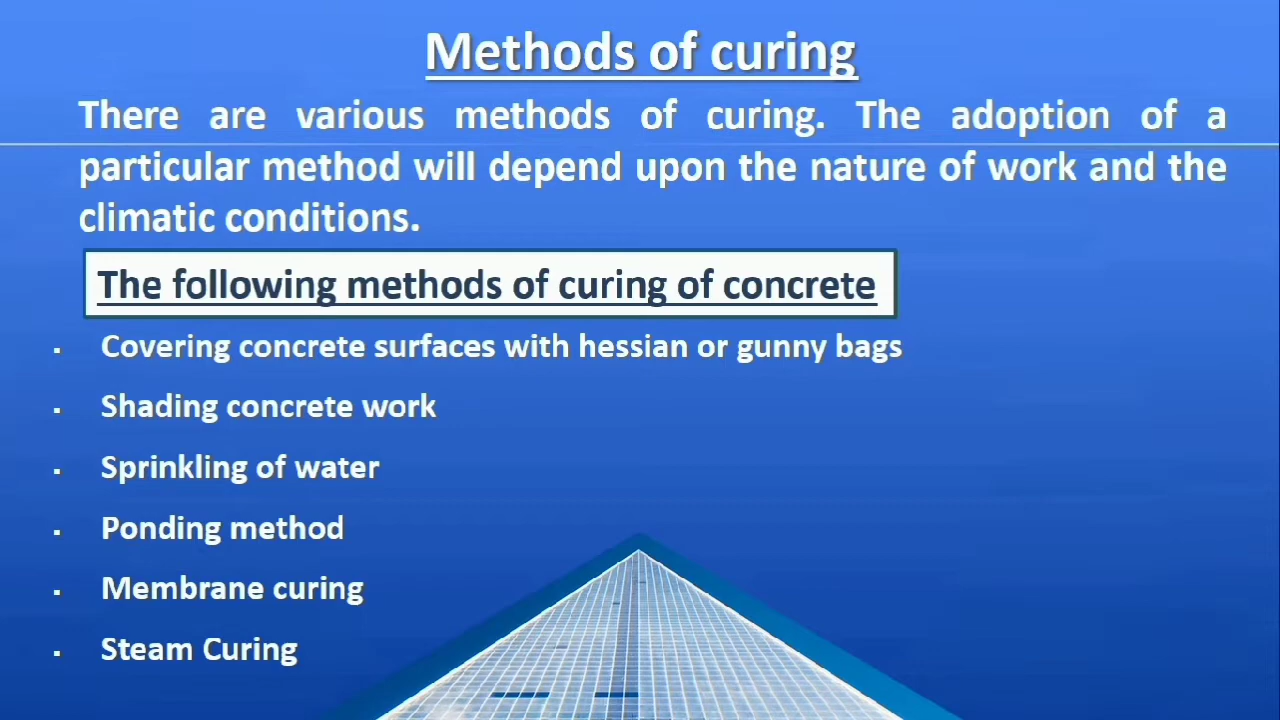 Methods of curing
There are various methods of curing. The adoption of a
particular method will depend upon the nature of work and the
climatic conditions.
The following methods of curing of concrete
▪ Covering concrete surfaces with hessian or gunny bags
▪ Shading concrete work
▪ Sprinkling of water
▪ Ponding method
▪ Membrane curing
▪ Steam Curing